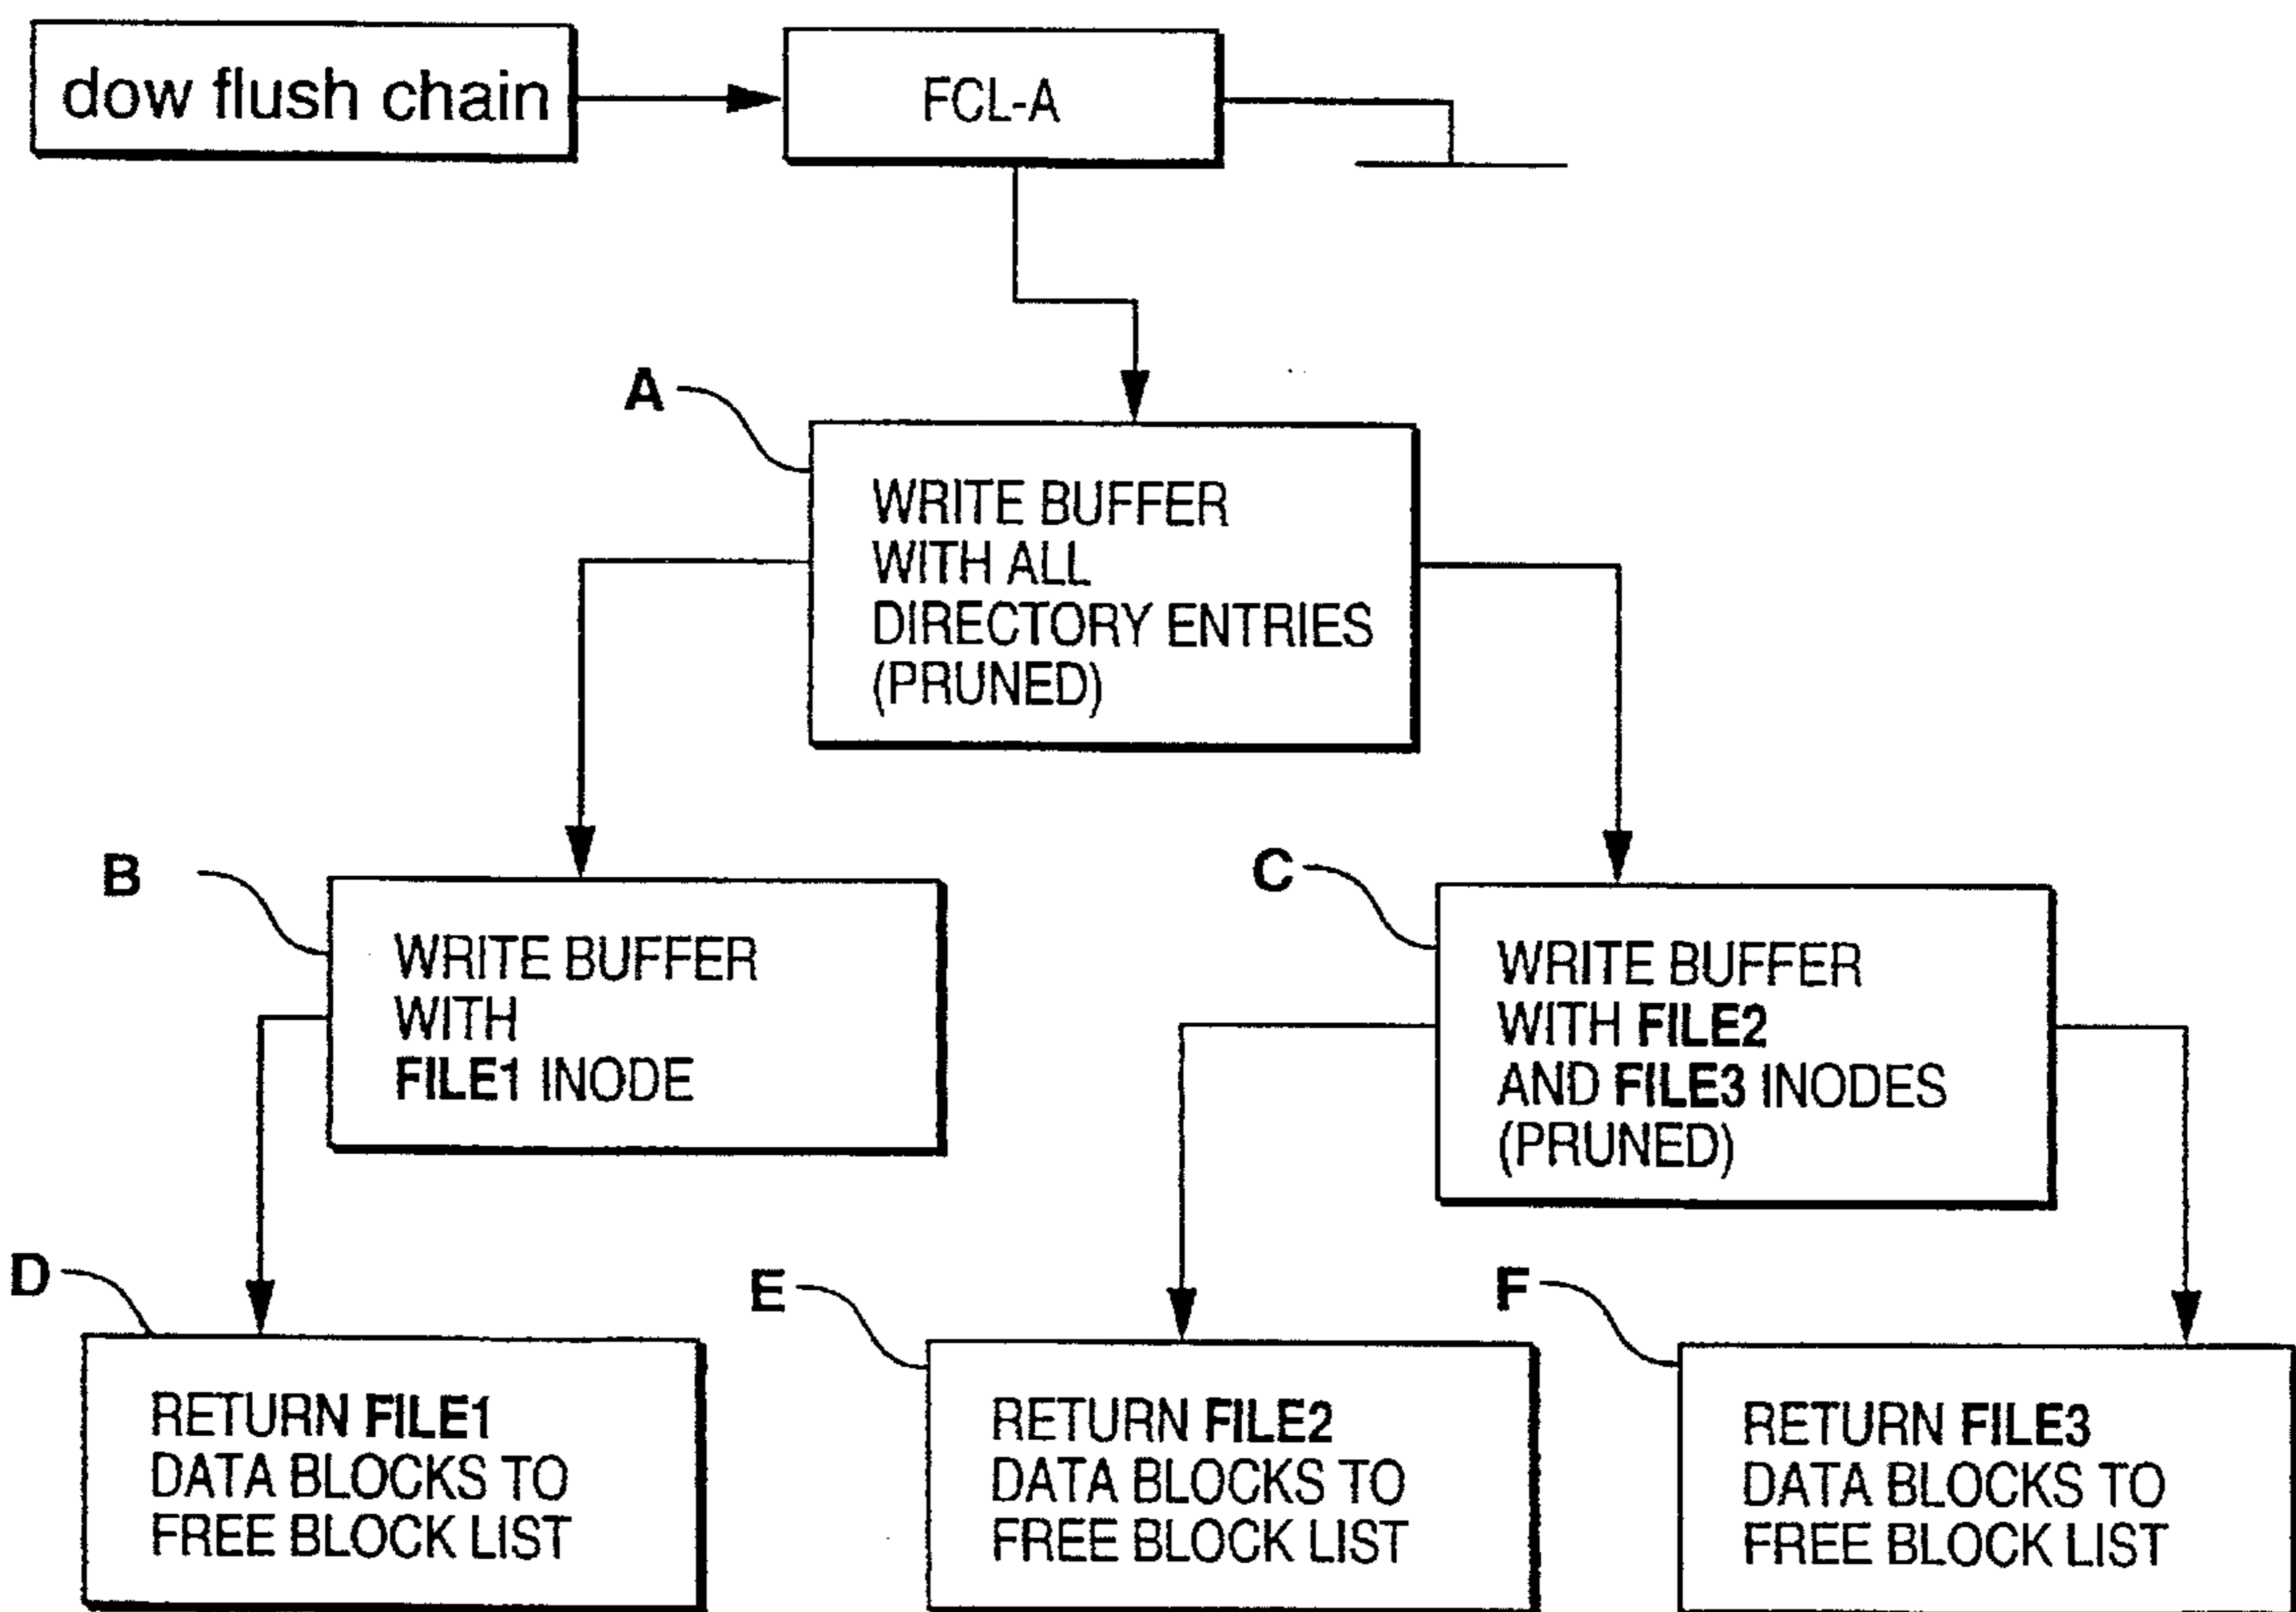 dow flush chain
FCL-A
A
WRITE BUFFER
WITH ALL
DIRECTORY ENTRIES
(PRUNED)
B
WRITE BUFFER
WITH
FILE1 INODE
C
WRITE BUFFER
WITH FILE2
AND FILE3 INODES
(PRUNED)
D
RETURN FILE1
DATA BLOCKS TO
FREE BLOCK LIST
E
RETURN FILE2
DATA BLOCKS TO
FREE BLOCK LIST
F
RETURN FILE3
DATA BLOCKS TO
FREE BLOCK LIST